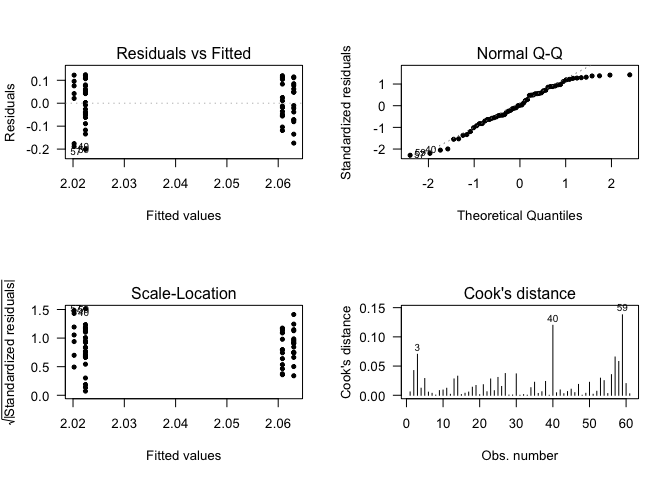 Residuals vs Fitted
Residuals
0.1
0.0
-0.1
-0.2
2.02 2.03 2.04 2.05 2.06
Fitted values
Normal Q-Q
Standardized residuals
1
0
-1
-2
-2 -1 0 1 2
Theoretical Quantiles
Scale-Location
√|Standardized residuals|
1.5
1.0
0.5
0.0
2.02 2.03 2.04 2.05 2.06
Fitted values
Cook's distance
Cook's distance
0.15
0.10
0.05
0.00
3
40
59
0 10 20 30 40 50 60
Obs. number